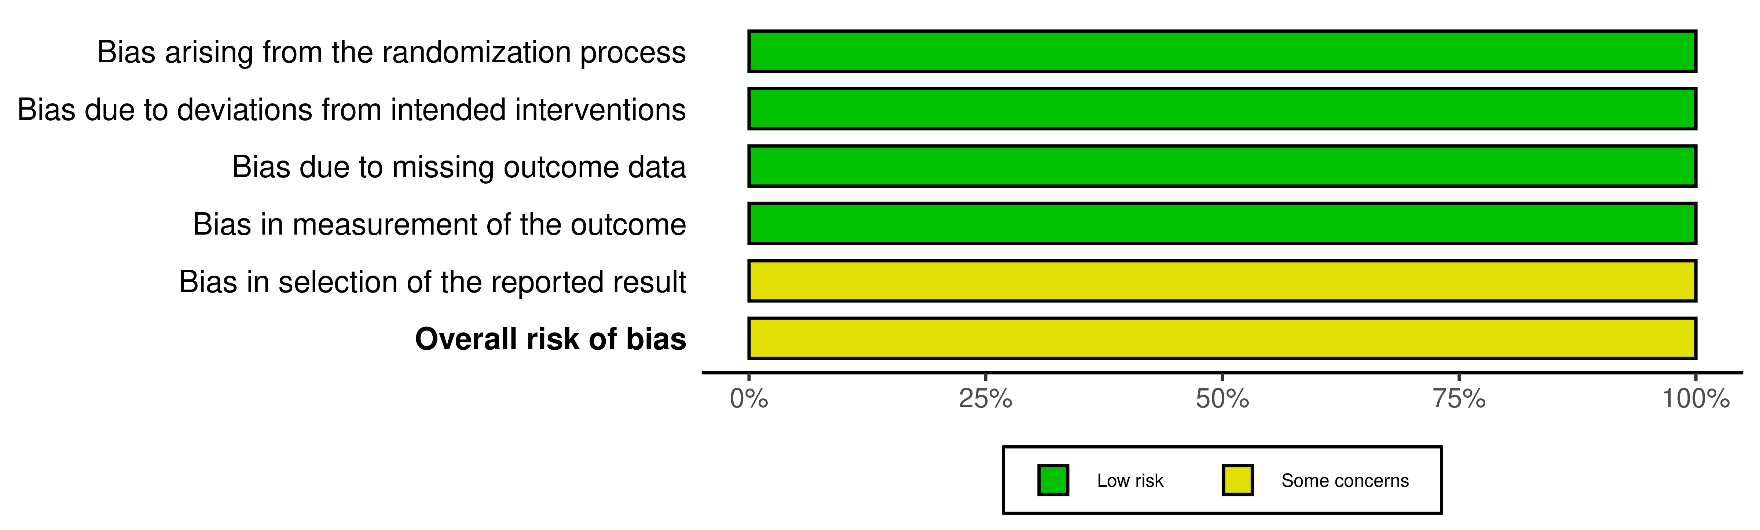 Bias arising from the randomization process
Bias due to deviations from intended interventions
Bias due to missing outcome data
Bias in measurement of the outcome
Bias in selection of the reported result
Overall risk of bias
0% 25% 50% 75% 100%
Low risk Some concerns